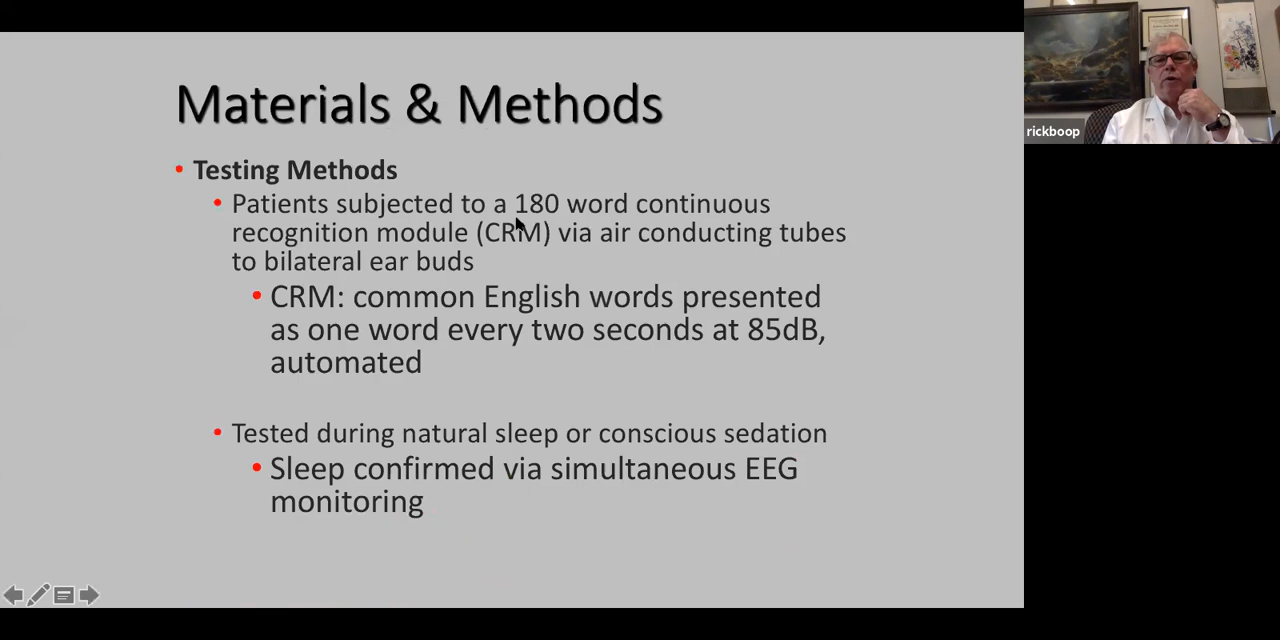 Materials & Methods
• Testing Methods
• Patients subjected to a 180 word continuous
recognition module (CRM) via air conducting tubes
to bilateral ear buds
• CRM: common English words presented
as one word every two seconds at 85dB,
automated
• Tested during natural sleep or conscious sedation
• Sleep confirmed via simultaneous EEG
monitoring
rickboop